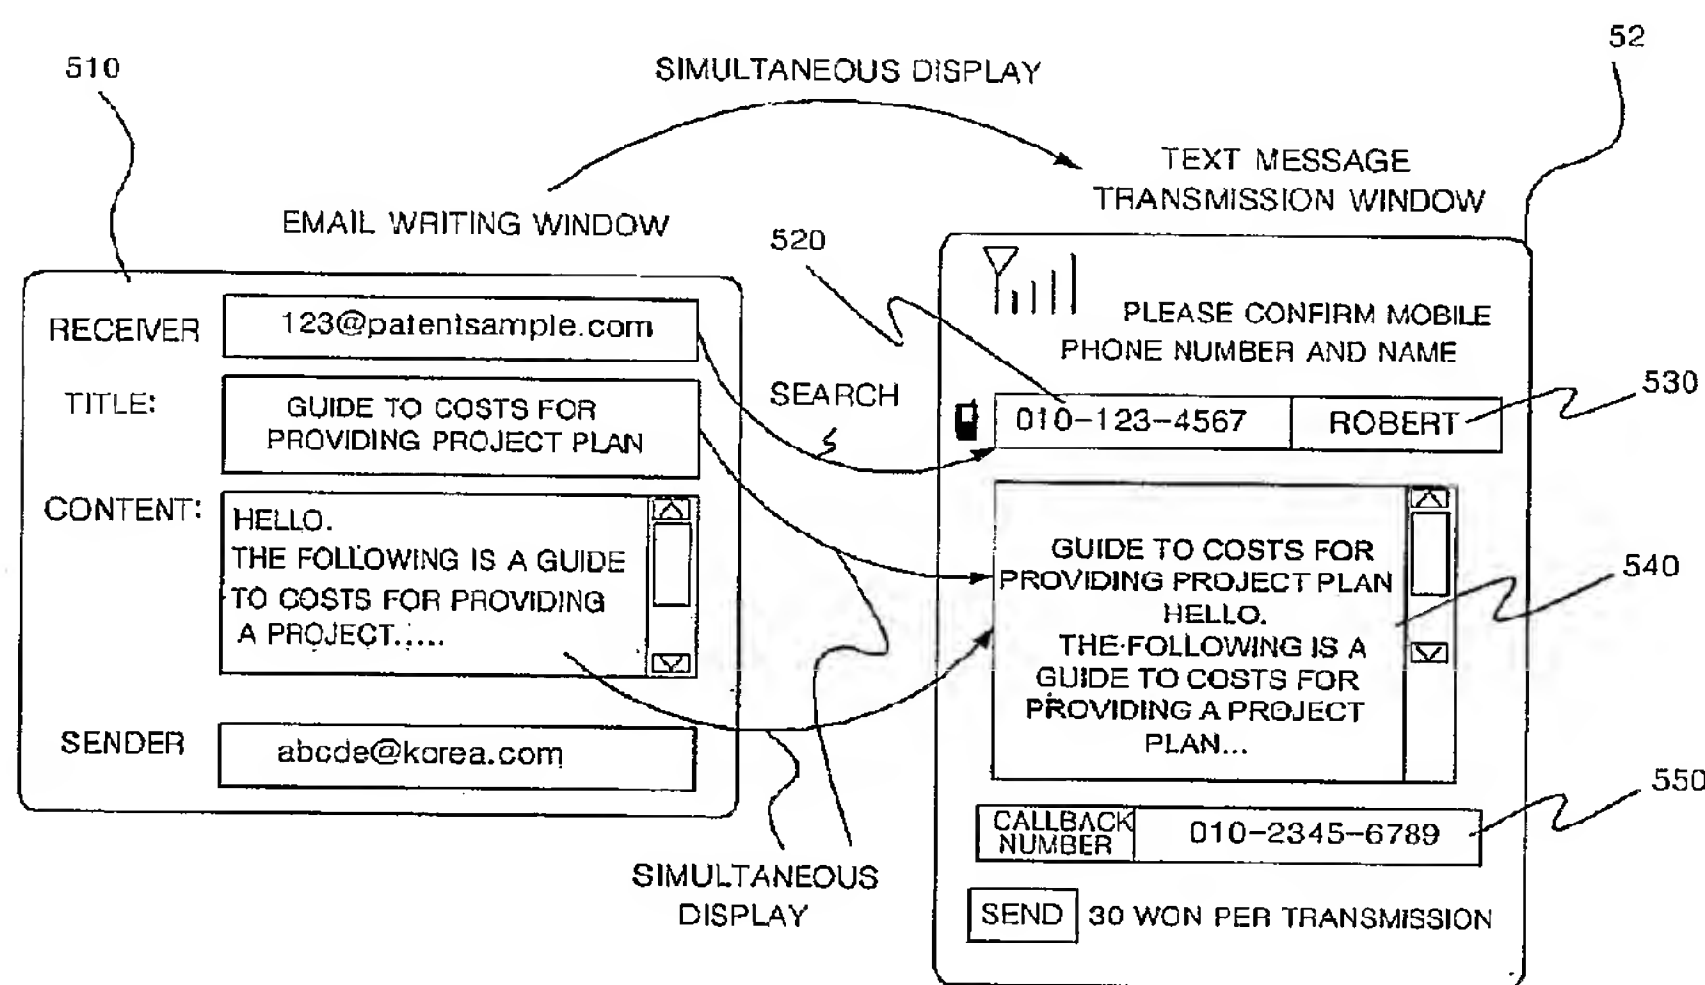 52
510
SIMULTANEOUS DISPLAY
TEXT MESSAGE
TRANSMISSION WINDOW
EMAIL WRITING WINDOW
520
RECEIVER
123@patentsample.com
TITLE:
GUIDE TO COSTS FOR
PROVIDING PROJECT PLAN
CONTENT:
HELLO.
THE FOLLOWING IS A GUIDE
TO COSTS FOR PROVIDING
A PROJECT.....
SENDER
abcde@korea.com
SEARCH
SIMULTANEOUS
DISPLAY
PLEASE CONFIRM MOBILE
PHONE NUMBER AND NAME
010-123-4567
ROBERT
530
GUIDE TO COSTS FOR
PROVIDING PROJECT PLAN
HELLO.
THE FOLLOWING IS A
GUIDE TO COSTS FOR
PROVIDING A PROJECT
PLAN...
540
CALLBACK
NUMBER
010-2345-6789
550
SEND
30 WON PER TRANSMISSION